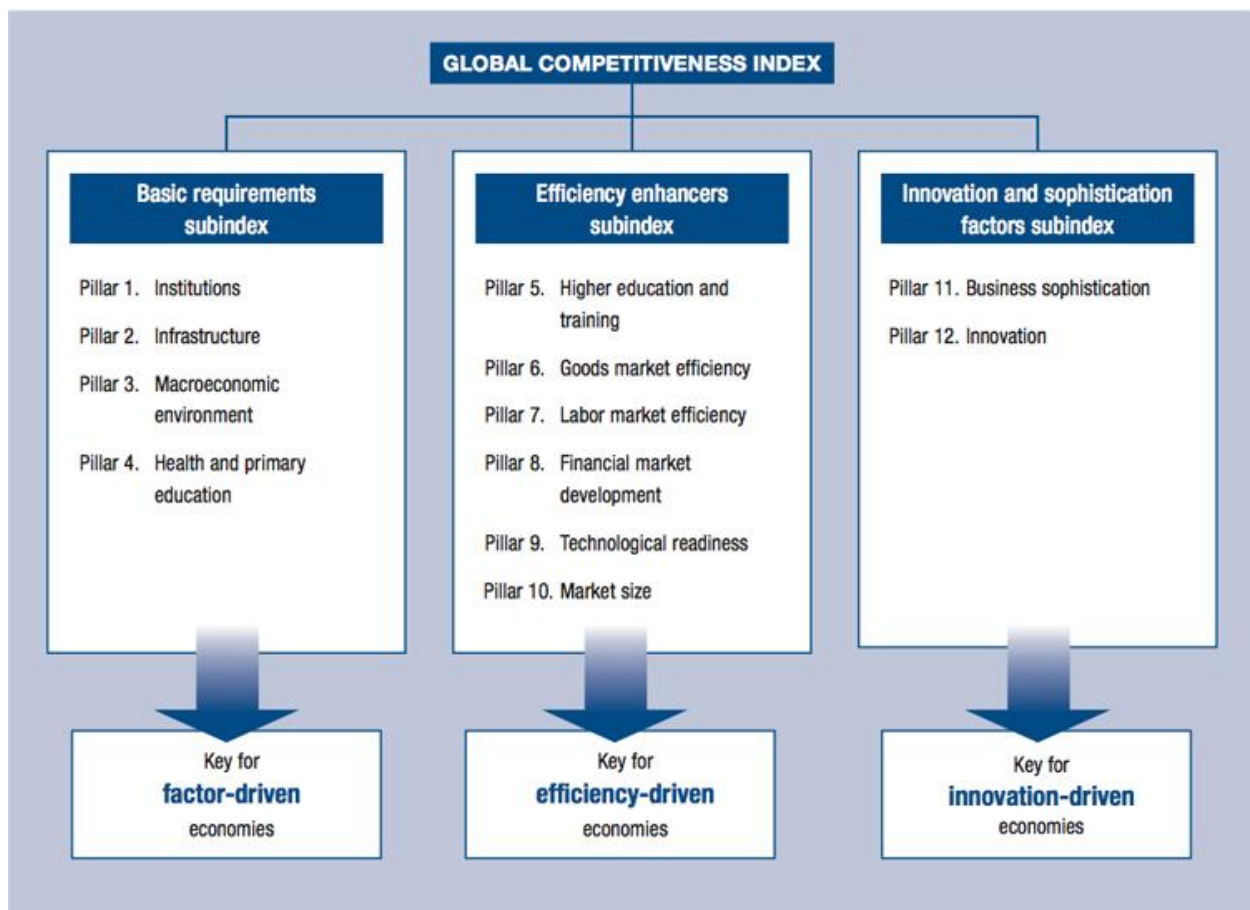 GLOBAL COMPETITIVENESS INDEX
Basic requirements
subindex
Pillar 1. Institutions
Pillar 2. Infrastructure
Pillar 3. Macroeconomic
environment
Pillar 4. Health and primary
education
Key for
factor-driven
economies
Efficiency enhancers
subindex
Pillar 5. Higher education and
training
Pillar 6. Goods market efficiency
Pillar 7. Labor market efficiency
Pillar 8. Financial market
development
Pillar 9. Technological readiness
Pillar 10. Market size
Key for
efficiency-driven
economies
Innovation and sophistication
factors subindex
Pillar 11. Business sophistication
Pillar 12. Innovation
Key for
innovation-driven
economies